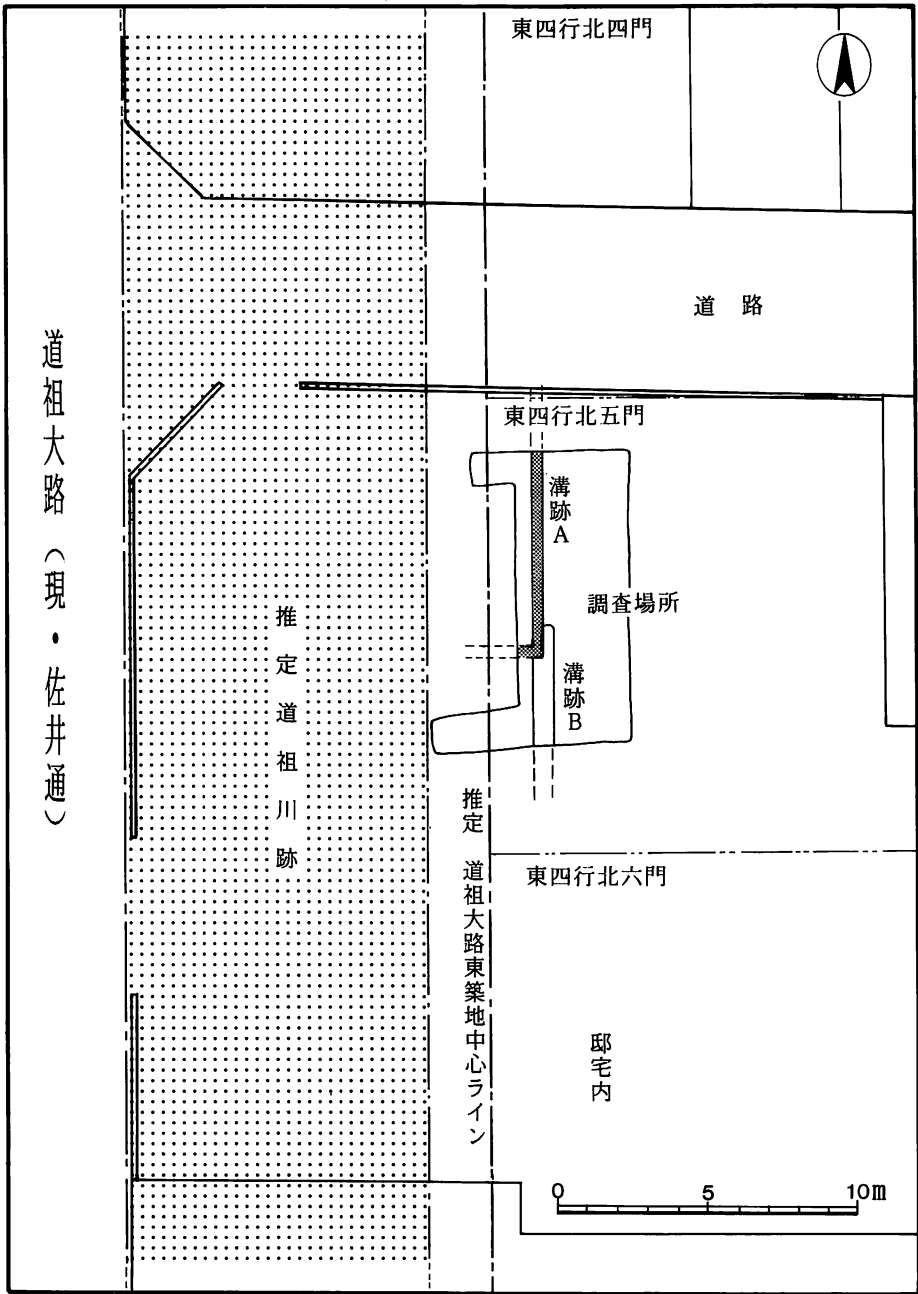 東四行北四門
道路
道祖大路（現・佐井通）
東四行北五門
溝跡A
調査場所
推定道祖川跡
溝跡B
推定 道祖大路東築地中心ライン
東四行北六門
邸宅内
0 5 10m